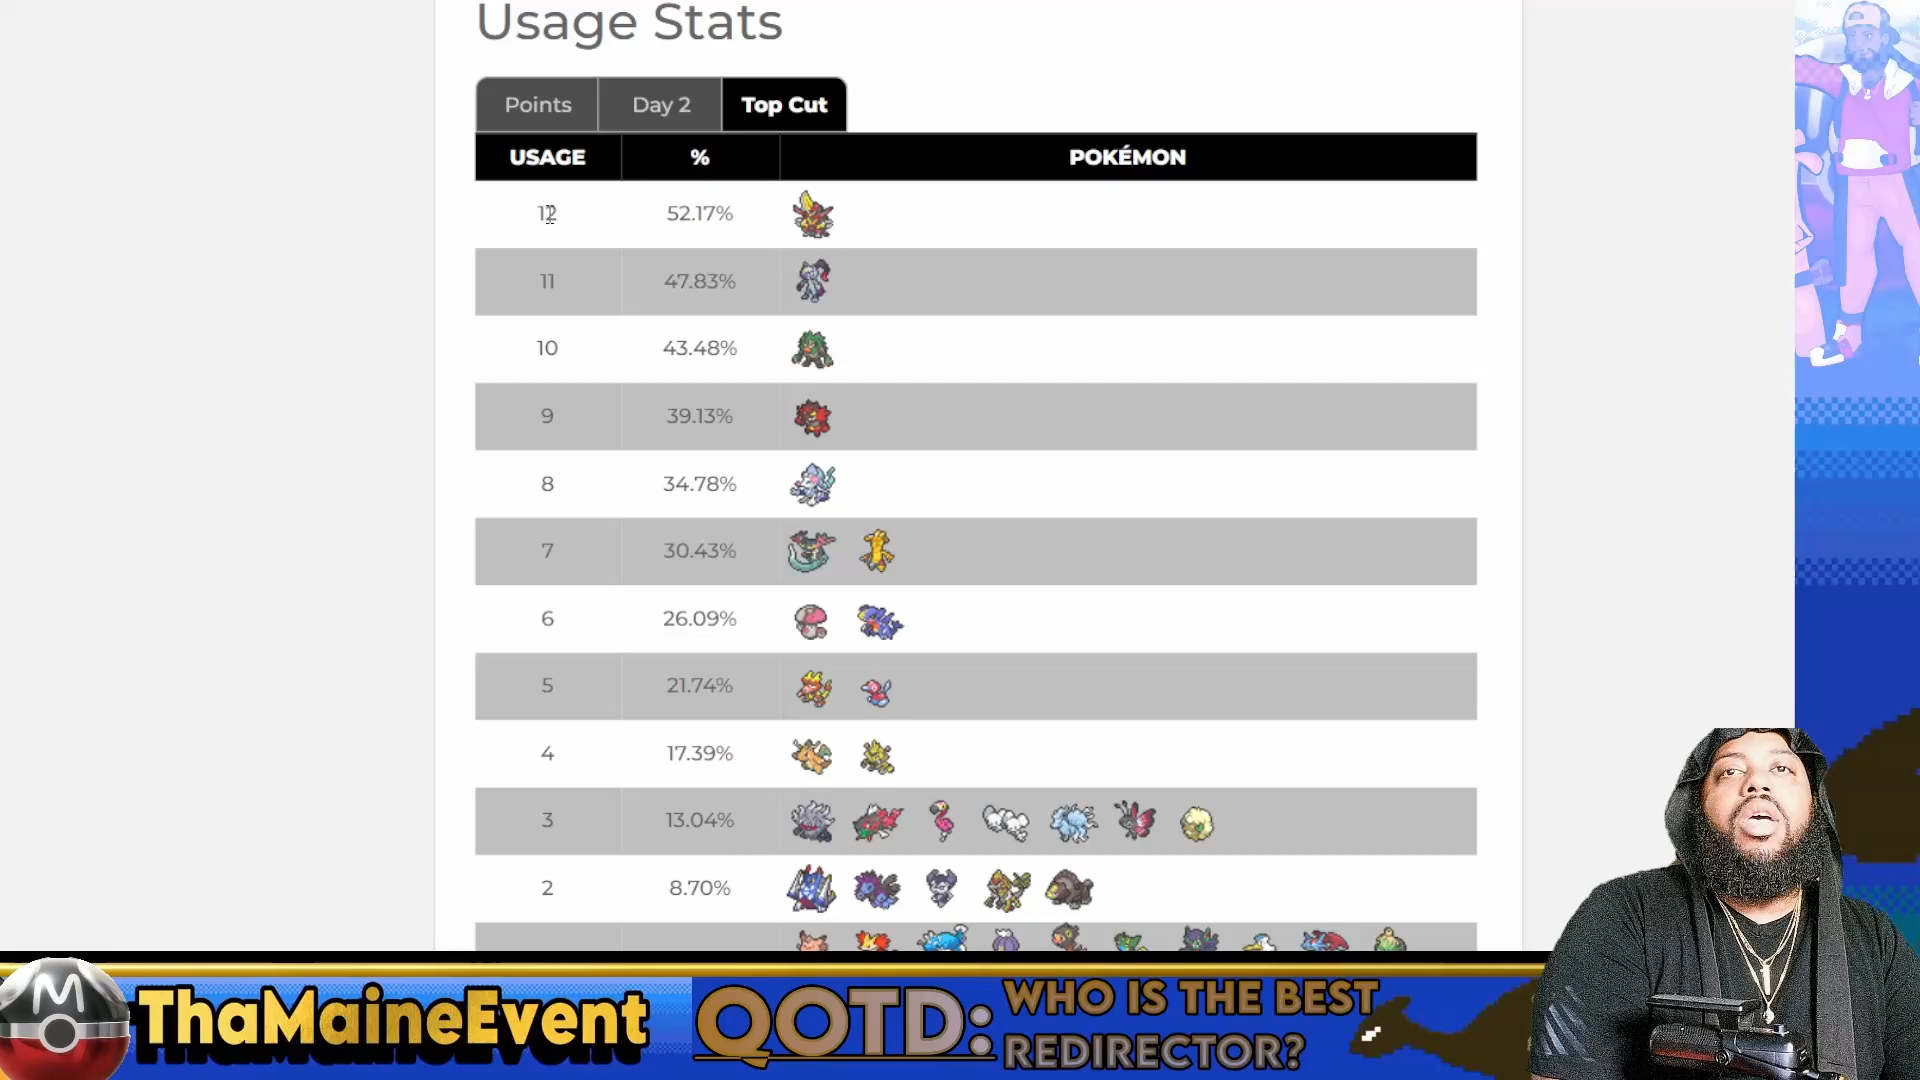 Usage Stats
Points Day 2 Top Cut
USAGE % POKÉMON
12 52.17%
11 47.83%
10 43.48%
9 39.13%
8 34.78%
7 30.43%
6 26.09%
5 21.74%
4 17.39%
3 13.04%
2 8.70%
M
ThaMaineEvent
QOTD: WHO IS THE BEST
REDIRECTOR?